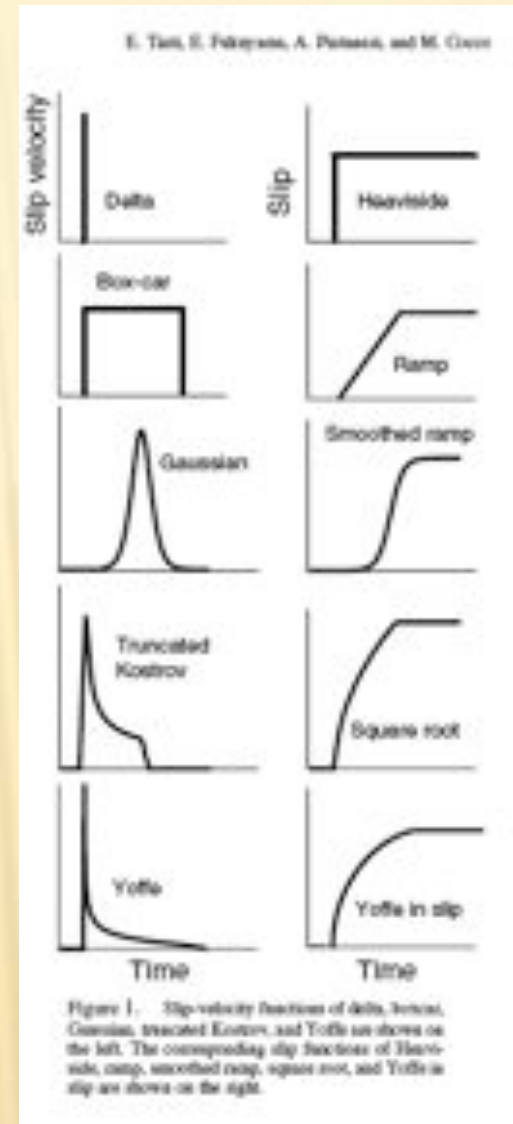 E. Tinti, E. Fukuyama, A. Piatanesi, and M. Cocco
Slip velocity
Delta
Slip
Heaviside
Box-car
Ramp
Gaussian
Smoothed ramp
Truncated
Kostrov
Square root
Yoffe
Yoffe in slip
Time
Time
Figure 1. Slip-velocity functions of delta, boxcar,
Gaussian, truncated Kostrov, and Yoffe are shown on
the left. The corresponding slip functions of Heavi-
side, ramp, smoothed ramp, square root, and Yoffe in
slip are shown on the right.